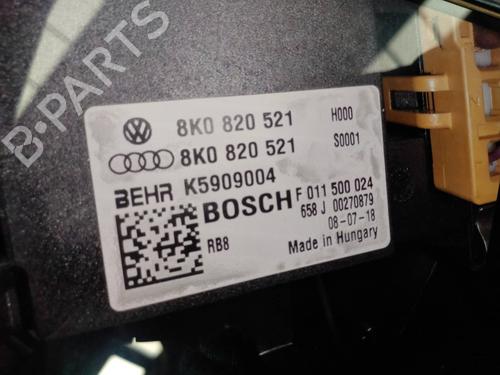 B-PARTS
8K0 820 521 H000
8K0 820 521 S0001
BEHR K5909004
BOSCH F 011 500 024
658 J 00270879
08-07-18
RB8 Made in Hungary